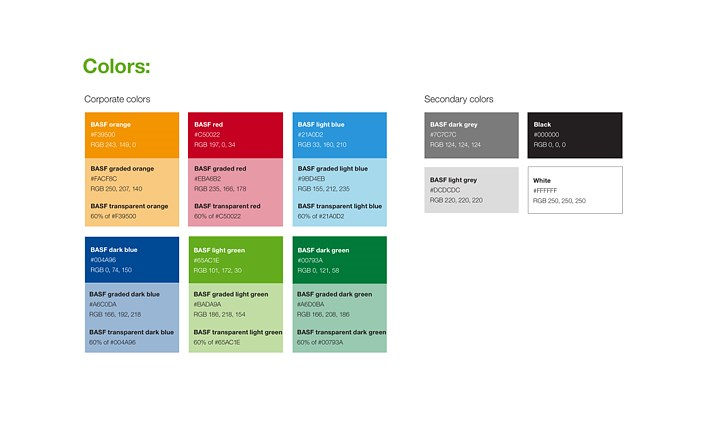 Colors:
Corporate colors
BASF orange
#F39500
RGB 243, 149, 0
BASF graded orange
#FACF8C
RGB 250, 207, 140
BASF transparent orange
60% of #F39500
BASF red
#C50022
RGB 197, 0, 34
BASF graded red
#EBA6B2
RGB 235, 166, 178
BASF transparent red
60% of #C50022
BASF light blue
#21A0D2
RGB 33, 160, 210
BASF graded light blue
#9BD4EB
RGB 155, 212, 235
BASF transparent light blue
60% of #21A0D2
BASF dark blue
#004A96
RGB 0, 74, 150
BASF graded dark blue
#A6C0DA
RGB 166, 192, 218
BASF transparent dark blue
60% of #004A96
BASF light green
#65AC1E
RGB 101, 172, 30
BASF graded light green
#BADA9A
RGB 186, 218, 154
BASF transparent light green
60% of #65AC1E
BASF dark green
#00793A
RGB 0, 121, 58
BASF graded dark green
#A6D0BA
RGB 166, 208, 186
BASF transparent dark green
60% of #00793A
Secondary colors
BASF dark grey
#7C7C7C
RGB 124, 124, 124
Black
#000000
RGB 0, 0, 0
BASF light grey
#DCDCDC
RGB 220, 220, 220
White
#FFFFFF
RGB 250, 250, 250